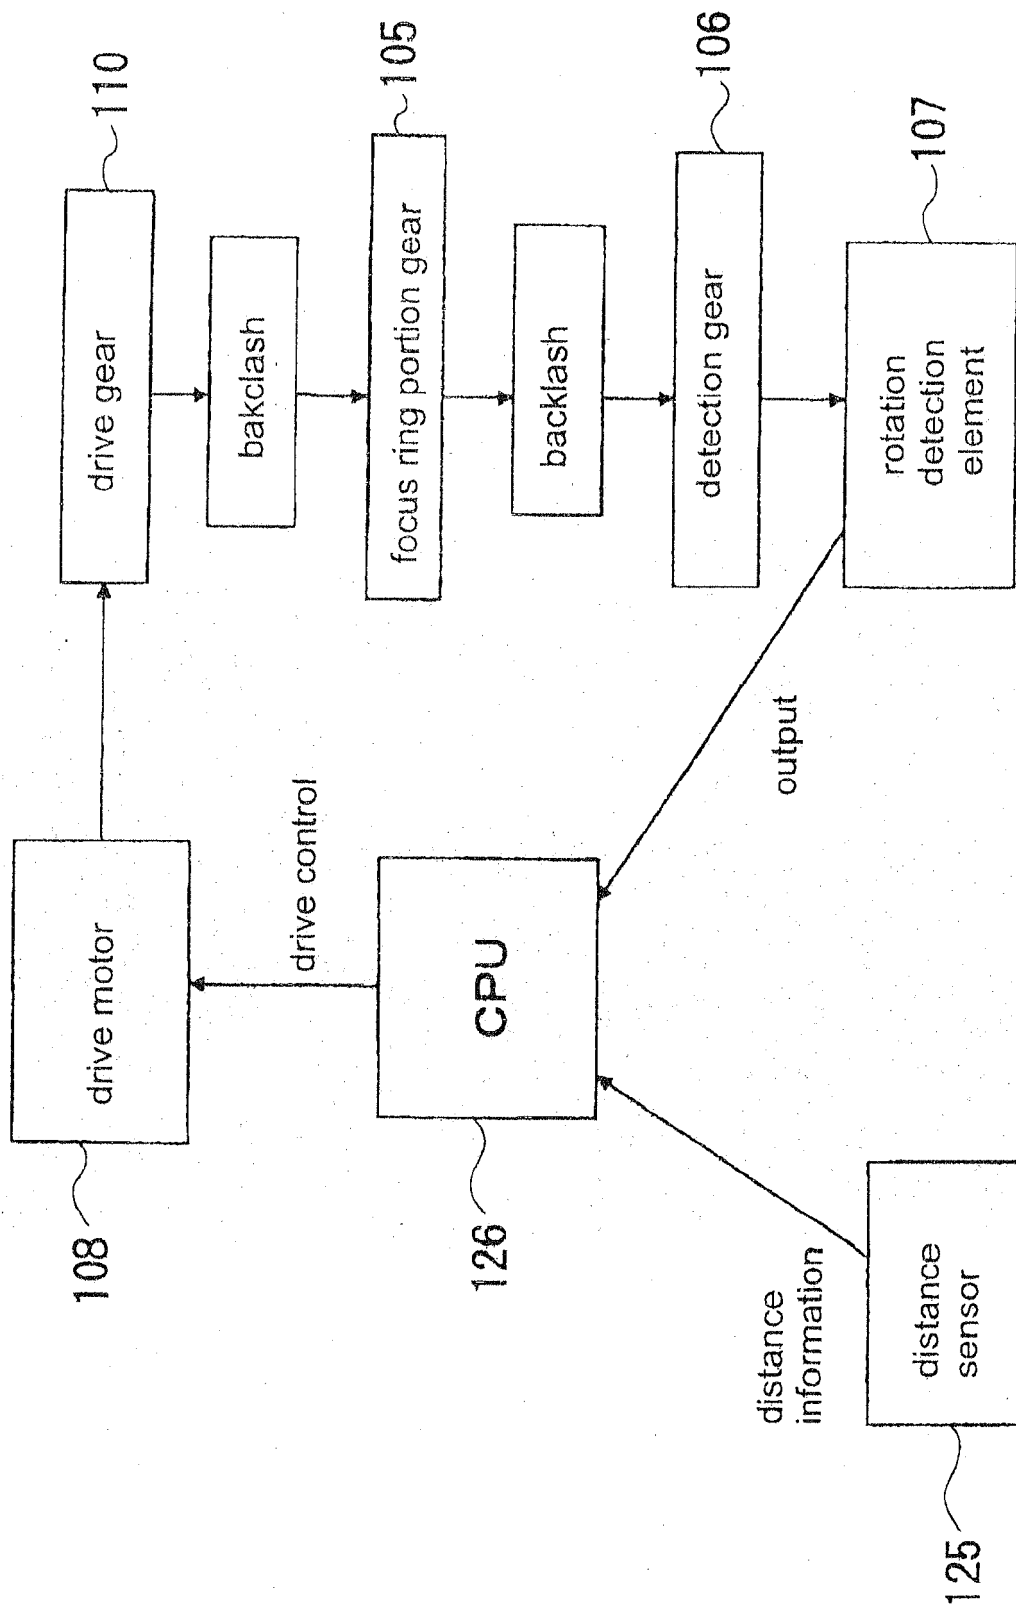 108
drive motor
drive gear
110
drive control
bakclash
focus ring portion gear
105
126
CPU
backlash
distance
information
output
detection gear
106
125
distance
sensor
rotation
detection
element
107